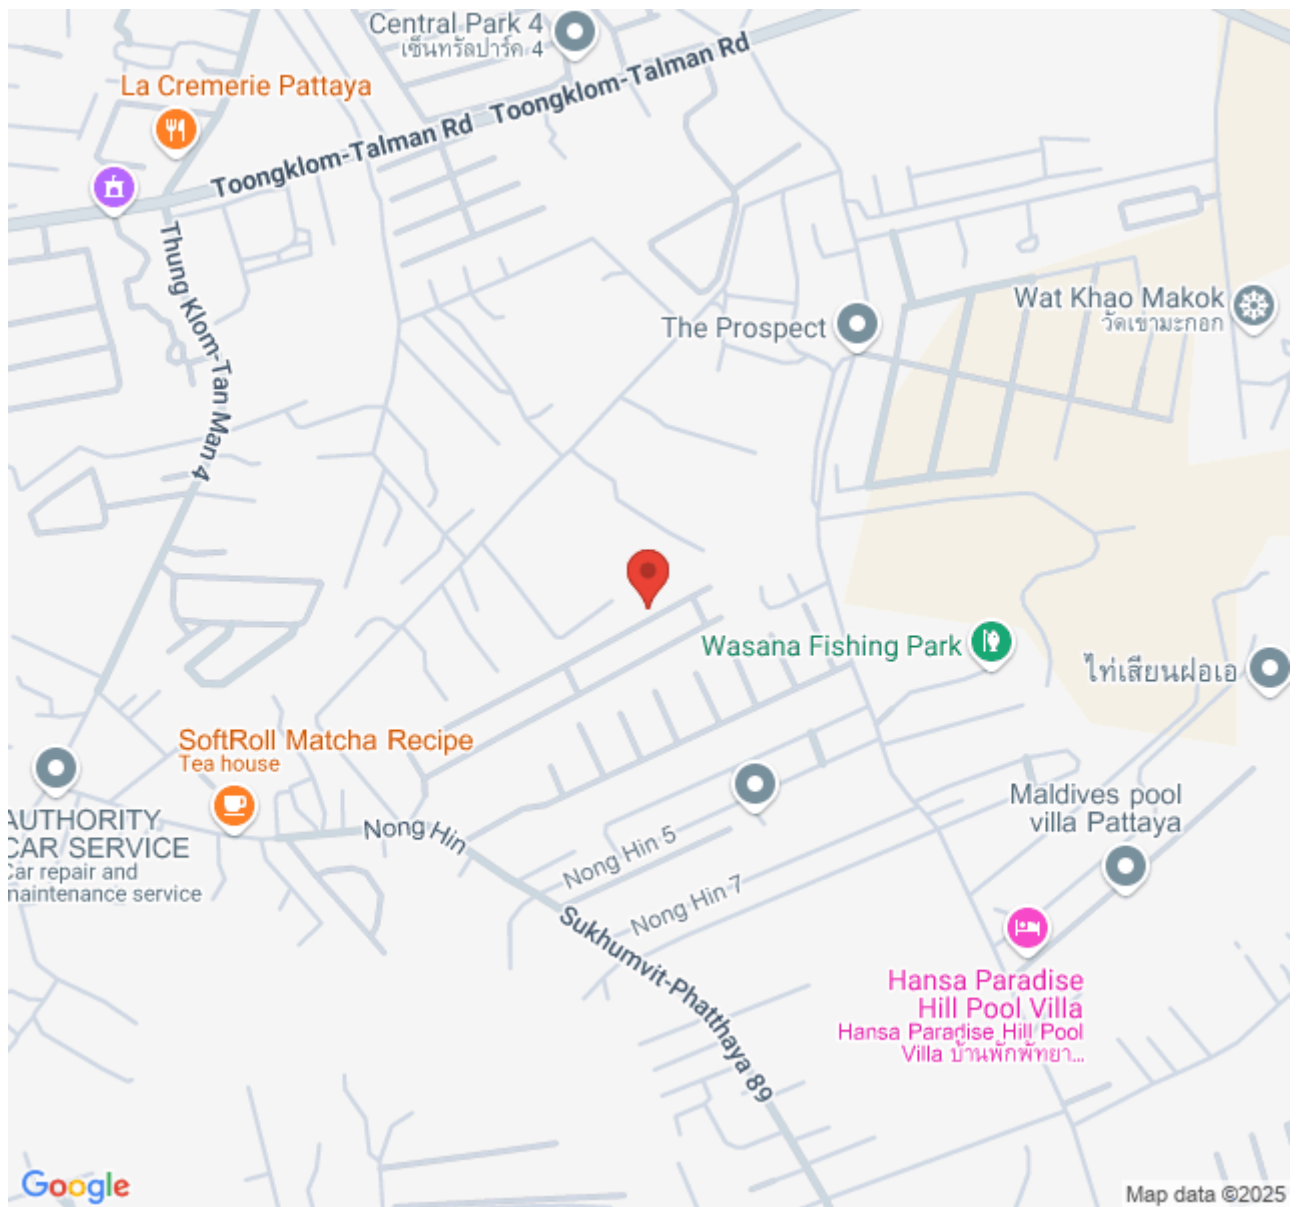 Central Park 4
เซ็นทรัลปาร์ค 4
La Cremerie Pattaya
Toongklom-Talman Rd
Toongklom-Talman Rd
Thung Klom-Tan Man 4
Wat Khao Makok
วัดเขามะกอก
The Prospect
Wasana Fishing Park
ไท่เสียนฝอเอ
SoftRoll Matcha Recipe
Tea house
AUTHORITY
CAR SERVICE
Car repair and
maintenance service
Nong Hin
Nong Hin 5
Nong Hin 7
Maldives pool
villa Pattaya
Sukhumvit-Phatthaya 89
Hansa Paradise
Hill Pool Villa
Hansa Paradise Hill Pool
Villa บ้านพักพัทยา...
Google
Map data ©2025